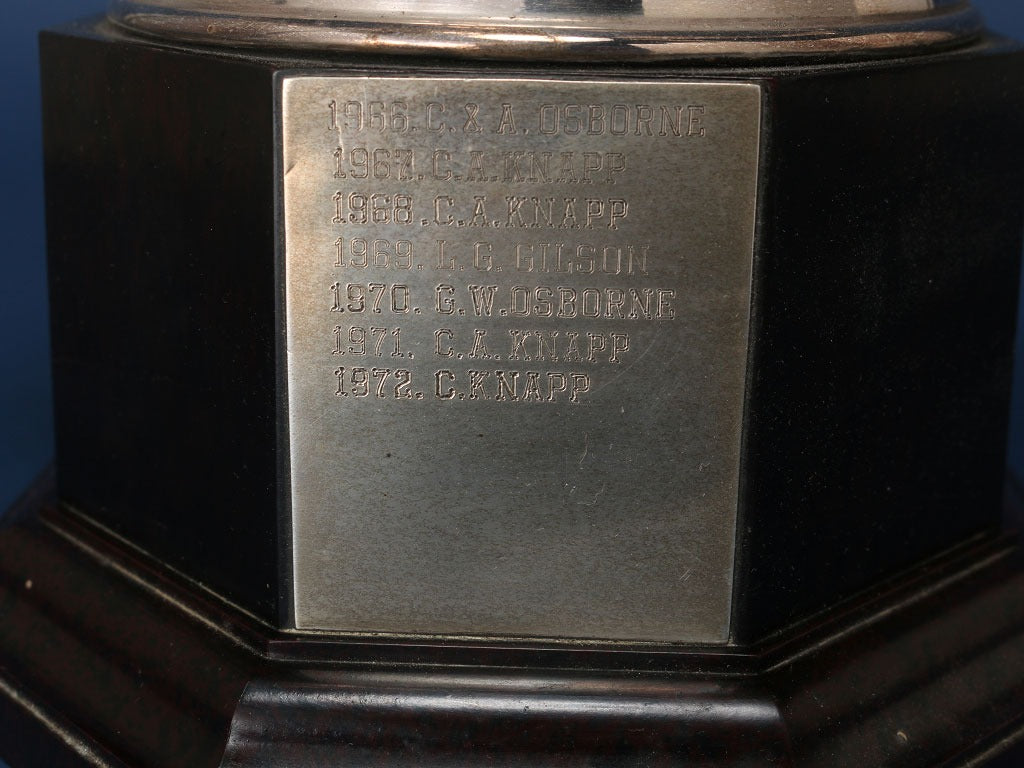 1966. C. & A. OSBORNE
1967. C. A. KNAPP
1968. C. A. KNAPP
1969. L. G. GILSON
1970. G. W. OSBORNE
1971. C. A. KNAPP
1972. C. KNAPP